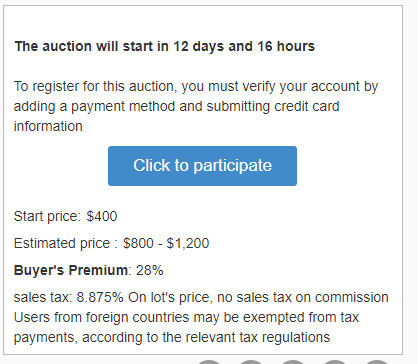 The auction will start in 12 days and 16 hours
To register for this auction, you must verify your account by
adding a payment method and submitting credit card
information
Click to participate
Start price: $400
Estimated price : $800 - $1,200
Buyer's Premium: 28%
sales tax: 8.875% On lot's price, no sales tax on commission
Users from foreign countries may be exempted from tax
payments, according to the relevant tax regulations